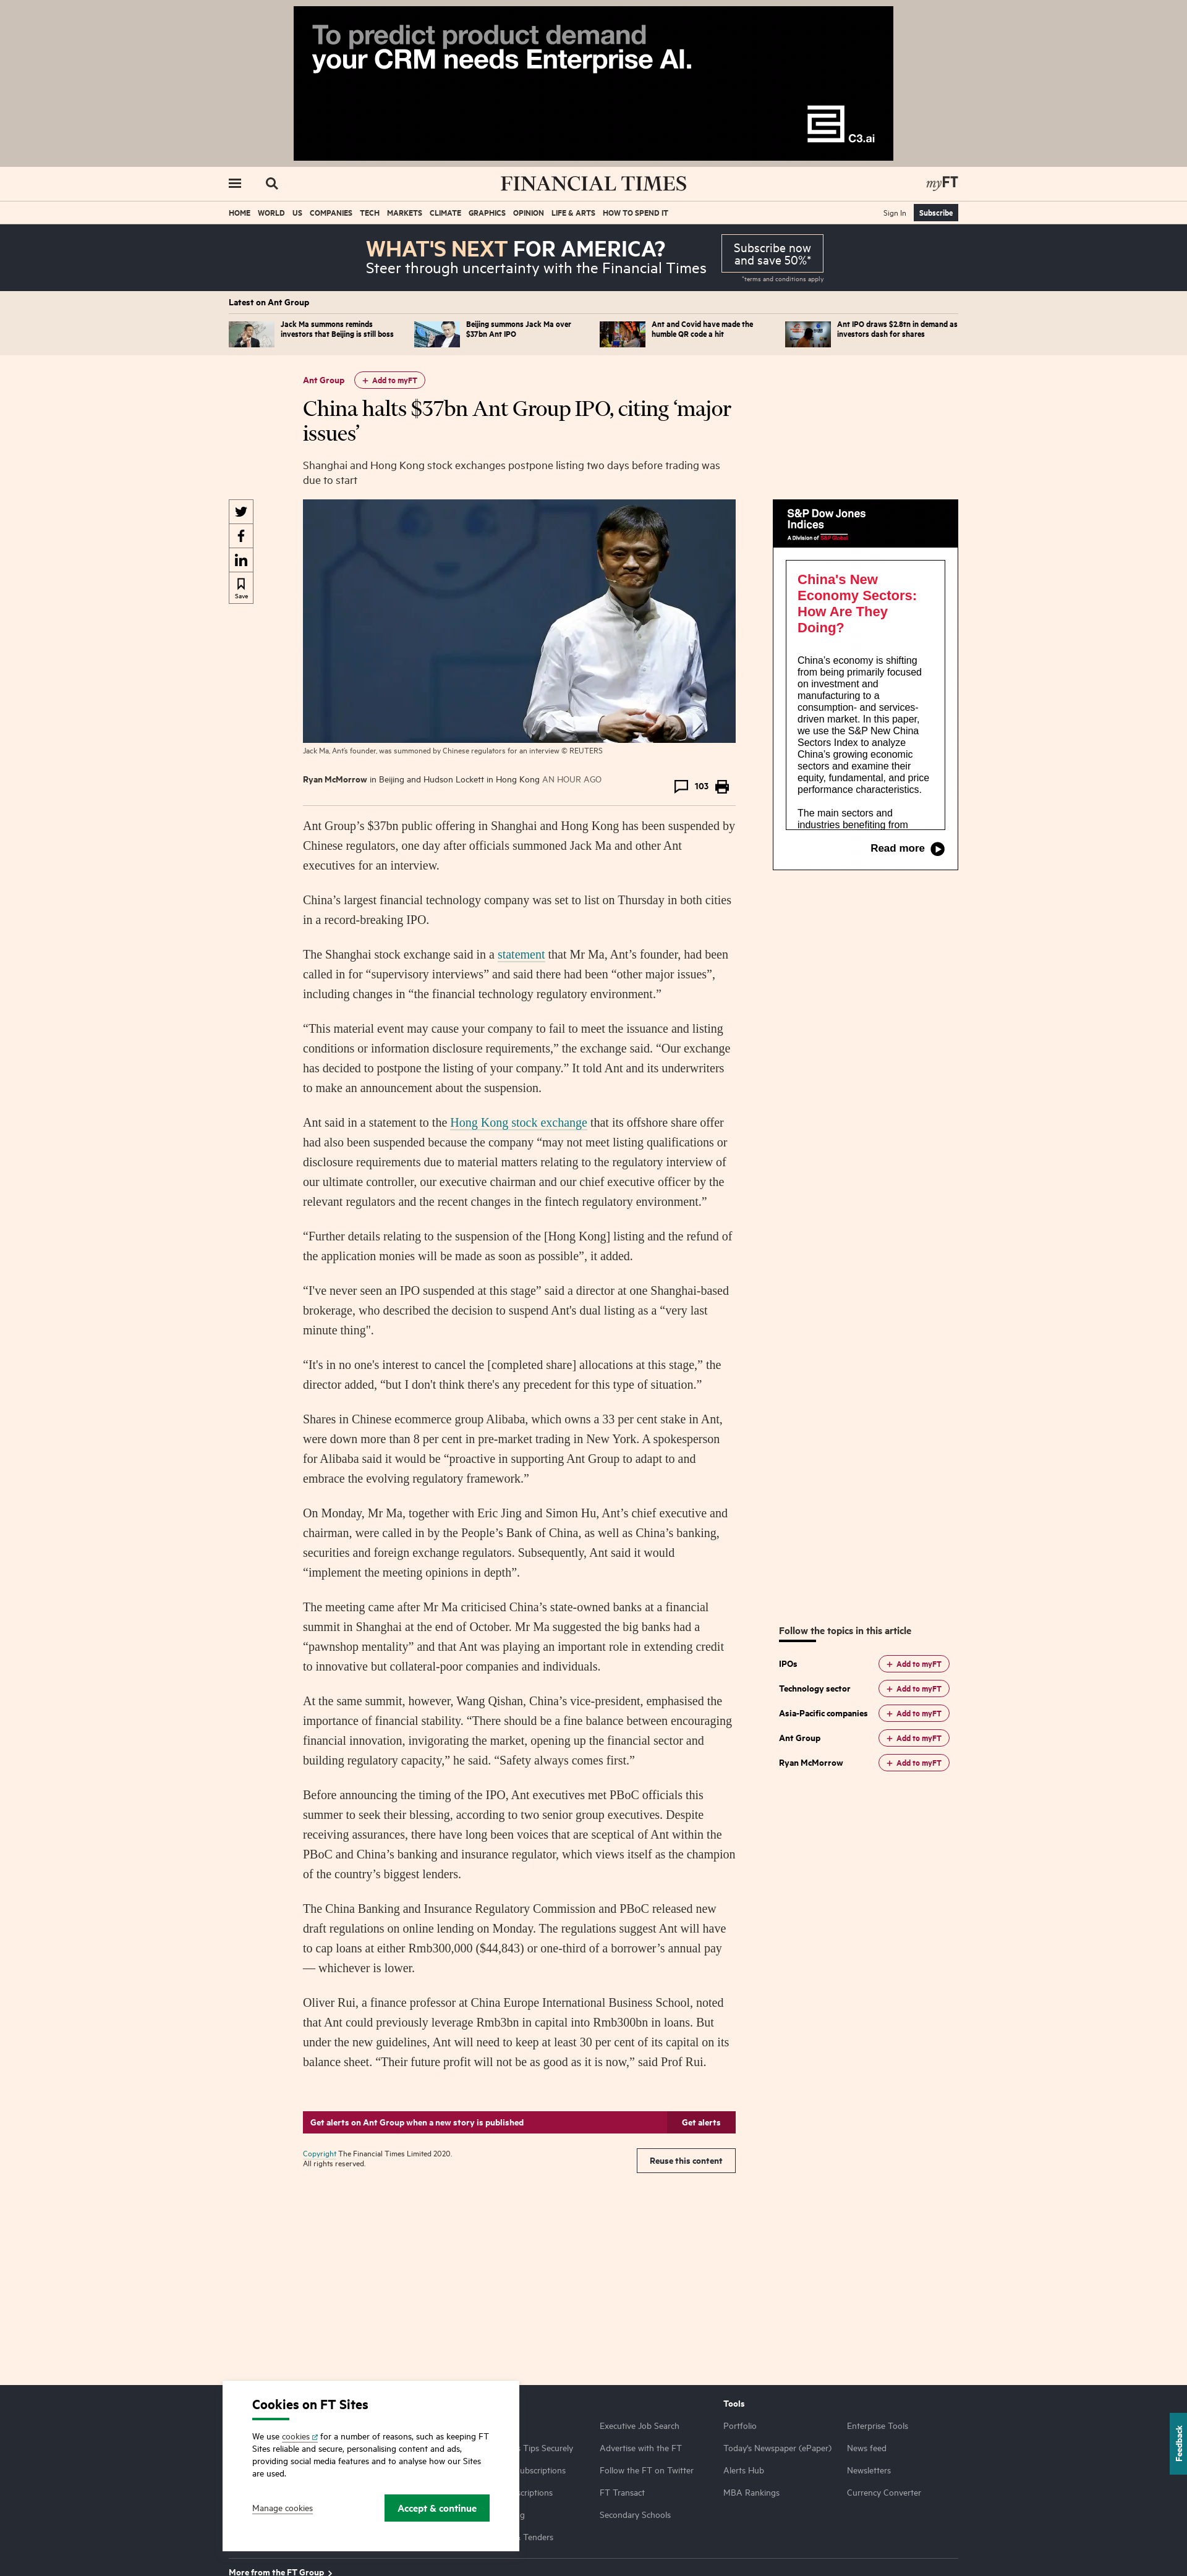 To predict product demand
your CRM needs Enterprise AI.
C3.ai
FINANCIAL TIMES
myFT
HOME WORLD US COMPANIES TECH MARKETS CLIMATE GRAPHICS OPINION LIFE & ARTS HOW TO SPEND IT
Sign In Subscribe
WHAT'S NEXT FOR AMERICA?
Steer through uncertainty with the Financial Times
Subscribe now
and save 50%*
*terms and conditions apply
Latest on Ant Group
Jack Ma summons reminds
investors that Beijing is still boss
Beijing summons Jack Ma over
$37bn Ant IPO
Ant and Covid have made the
humble QR code a hit
Ant IPO draws $2.8tn in demand as
investors dash for shares
Ant Group + Add to myFT
China halts $37bn Ant Group IPO, citing ‘major
issues’
Shanghai and Hong Kong stock exchanges postpone listing two days before trading was
due to start
Save
Jack Ma, Ant’s founder, was summoned by Chinese regulators for an interview © REUTERS
Ryan McMorrow in Beijing and Hudson Lockett in Hong Kong AN HOUR AGO
103
Ant Group’s $37bn public offering in Shanghai and Hong Kong has been suspended by
Chinese regulators, one day after officials summoned Jack Ma and other Ant
executives for an interview.
China’s largest financial technology company was set to list on Thursday in both cities
in a record-breaking IPO.
The Shanghai stock exchange said in a statement that Mr Ma, Ant’s founder, had been
called in for “supervisory interviews” and said there had been “other major issues”,
including changes in “the financial technology regulatory environment.”
“This material event may cause your company to fail to meet the issuance and listing
conditions or information disclosure requirements,” the exchange said. “Our exchange
has decided to postpone the listing of your company.” It told Ant and its underwriters
to make an announcement about the suspension.
Ant said in a statement to the Hong Kong stock exchange that its offshore share offer
had also been suspended because the company “may not meet listing qualifications or
disclosure requirements due to material matters relating to the regulatory interview of
our ultimate controller, our executive chairman and our chief executive officer by the
relevant regulators and the recent changes in the fintech regulatory environment.”
“Further details relating to the suspension of the [Hong Kong] listing and the refund of
the application monies will be made as soon as possible”, it added.
“I've never seen an IPO suspended at this stage” said a director at one Shanghai-based
brokerage, who described the decision to suspend Ant's dual listing as a “very last
minute thing".
“It's in no one's interest to cancel the [completed share] allocations at this stage,” the
director added, “but I don't think there's any precedent for this type of situation.”
Shares in Chinese ecommerce group Alibaba, which owns a 33 per cent stake in Ant,
were down more than 8 per cent in pre-market trading in New York. A spokesperson
for Alibaba said it would be “proactive in supporting Ant Group to adapt to and
embrace the evolving regulatory framework.”
On Monday, Mr Ma, together with Eric Jing and Simon Hu, Ant’s chief executive and
chairman, were called in by the People’s Bank of China, as well as China’s banking,
securities and foreign exchange regulators. Subsequently, Ant said it would
“implement the meeting opinions in depth”.
The meeting came after Mr Ma criticised China’s state-owned banks at a financial
summit in Shanghai at the end of October. Mr Ma suggested the big banks had a
“pawnshop mentality” and that Ant was playing an important role in extending credit
to innovative but collateral-poor companies and individuals.
At the same summit, however, Wang Qishan, China’s vice-president, emphasised the
importance of financial stability. “There should be a fine balance between encouraging
financial innovation, invigorating the market, opening up the financial sector and
building regulatory capacity,” he said. “Safety always comes first.”
Before announcing the timing of the IPO, Ant executives met PBoC officials this
summer to seek their blessing, according to two senior group executives. Despite
receiving assurances, there have long been voices that are sceptical of Ant within the
PBoC and China’s banking and insurance regulator, which views itself as the champion
of the country’s biggest lenders.
The China Banking and Insurance Regulatory Commission and PBoC released new
draft regulations on online lending on Monday. The regulations suggest Ant will have
to cap loans at either Rmb300,000 ($44,843) or one-third of a borrower’s annual pay
— whichever is lower.
Oliver Rui, a finance professor at China Europe International Business School, noted
that Ant could previously leverage Rmb3bn in capital into Rmb300bn in loans. But
under the new guidelines, Ant will need to keep at least 30 per cent of its capital on its
balance sheet. “Their future profit will not be as good as it is now,” said Prof Rui.
Get alerts on Ant Group when a new story is published Get alerts
Copyright The Financial Times Limited 2020.
All rights reserved.
Reuse this content
S&P Dow Jones
Indices
A Division of S&P Global
China's New
Economy Sectors:
How Are They
Doing?
China's economy is shifting
from being primarily focused
on investment and
manufacturing to a
consumption- and services-
driven market. In this paper,
we use the S&P New China
Sectors Index to analyze
China's growing economic
sectors and examine their
equity, fundamental, and price
performance characteristics.
The main sectors and
industries benefiting from
Read more
Follow the topics in this article
IPOs + Add to myFT
Technology sector + Add to myFT
Asia-Pacific companies + Add to myFT
Ant Group + Add to myFT
Ryan McMorrow + Add to myFT
Cookies on FT Sites
We use cookies for a number of reasons, such as keeping FT
Sites reliable and secure, personalising content and ads,
providing social media features and to analyse how our Sites
are used.
Manage cookies Accept & continue
Tips Securely
Tenders
Executive Job Search
Advertise with the FT
Follow the FT on Twitter
FT Transact
Secondary Schools
Tools
Portfolio
Today's Newspaper (ePaper)
Alerts Hub
MBA Rankings
Enterprise Tools
News feed
Newsletters
Currency Converter
Feedback
More from the FT Group